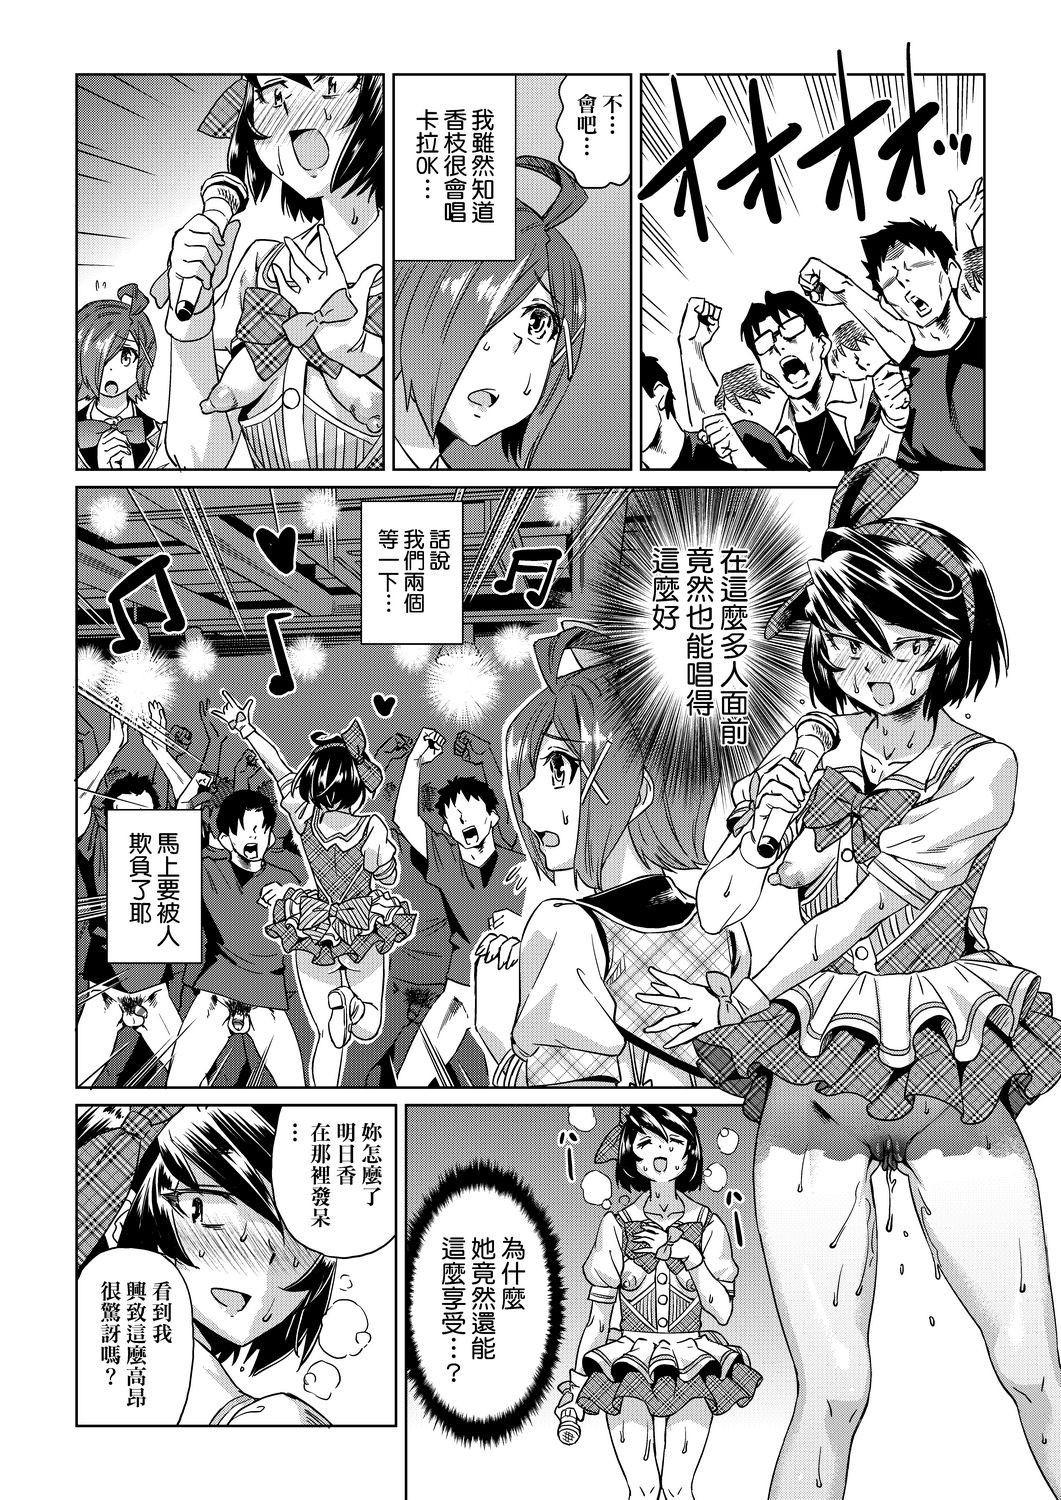 オオオオオ…
不…
會吧…
我雖然知道
香枝很會唱
卡拉OK…
在這麼多人面前
竟然也能唱得
這麼好
話說
我們兩個
等一下…
馬上要被人
欺負了耶
為什麼
她竟然還能
這麼享受…？
妳怎麼了
明日香
在那裡發呆
…
看到我
興致這麼高昂
很驚訝嗎？